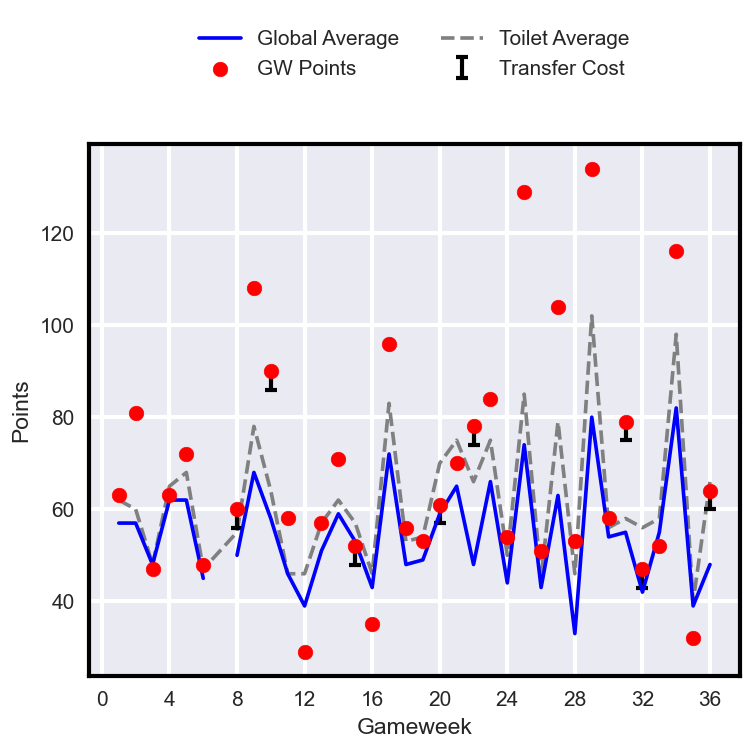 Global Average
Toilet Average
GW Points
Transfer Cost
120
100
80
60
40
Points
0 4 8 12 16 20 24 28 32 36
Gameweek